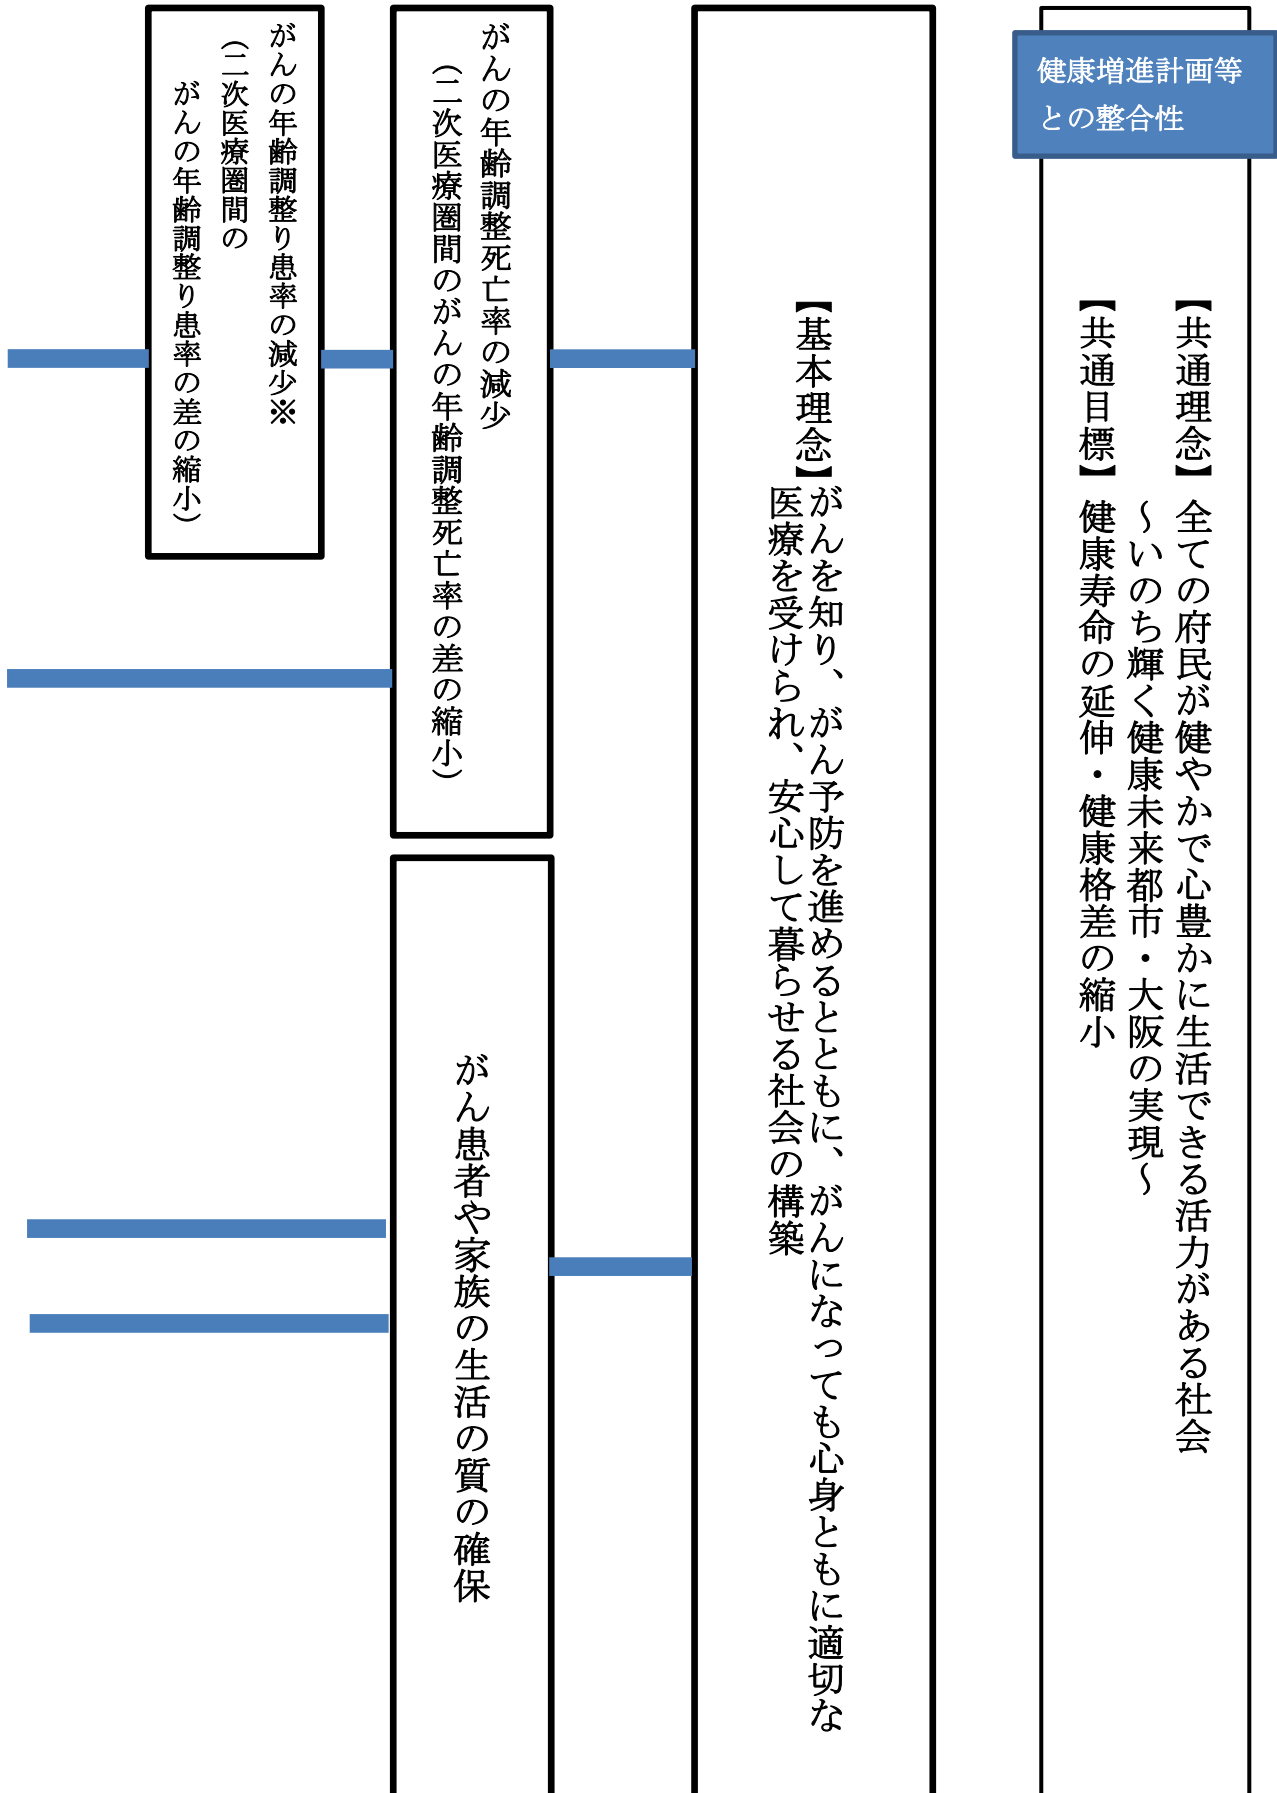 健康増進計画等
との整合性
【共通理念】全ての府民が健やかで心豊かに生活できる活力がある社会
～いのち輝く健康未来都市・大阪の実現～
【共通目標】健康寿命の延伸・健康格差の縮小
【基本理念】がんを知り、がん予防を進めるとともに、がんになっても心身ともに適切な
医療を受けられ、安心して暮らせる社会の構築
がんの年齢調整死亡率の減少
（二次医療圏間のがんの年齢調整死亡率の差の縮小）
がん患者や家族の生活の質の確保
がんの年齢調整り患率の減少※
（二次医療圏間の
がんの年齢調整り患率の差の縮小）